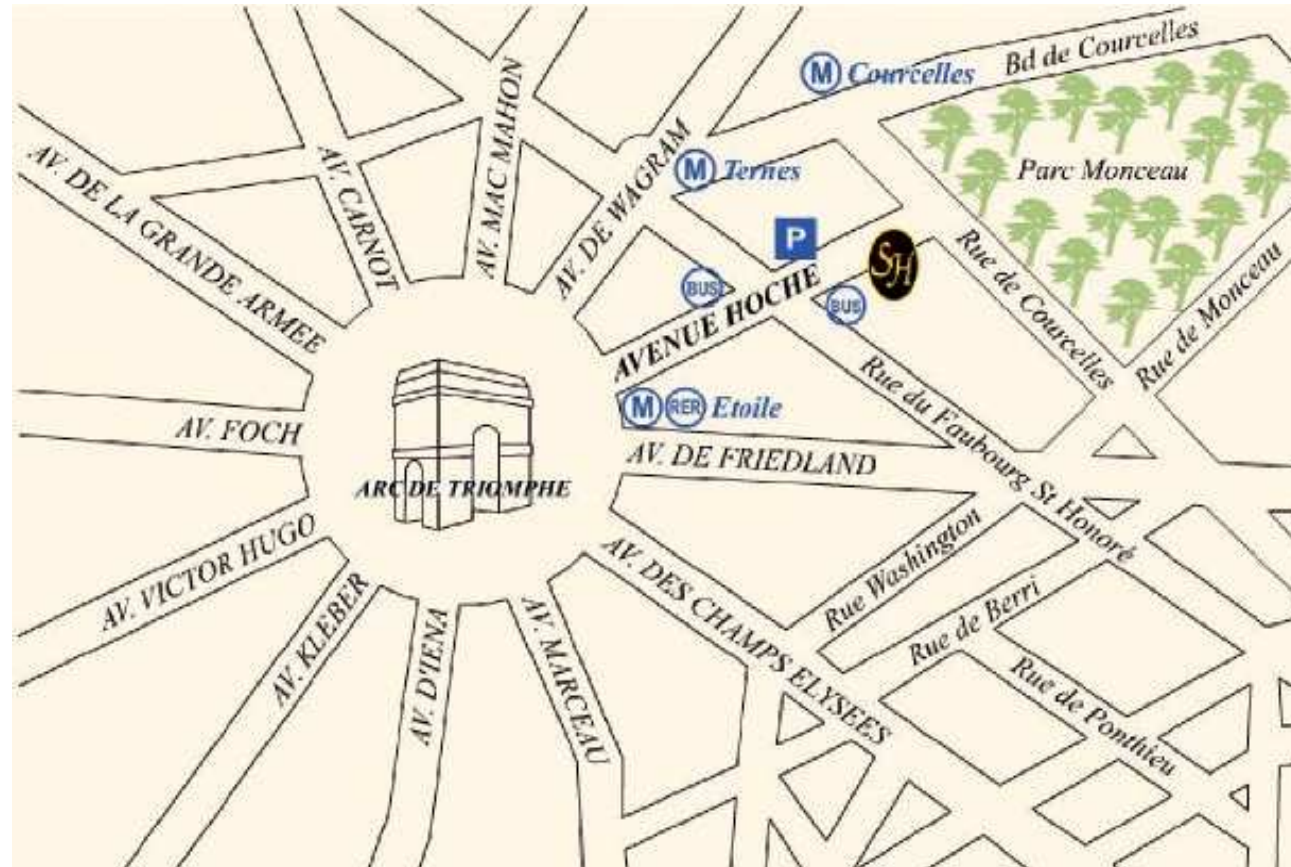 Bd de Courcelles
M Courcelles
AV. MAC MAHON
AV. CARNOT
AV. DE WAGRAM
M Ternes
Parc Monceau
AV. DE LA GRANDE ARMEE
P
SH
Rue de Courcelles
Rue de Monceau
BUS
BUS
AVENUE HOCHE
M RER Etoile
Rue du Faubourg St Honoré
AV. FOCH
AV. DE FRIEDLAND
ARC DE TRIOMPHE
AV. VICTOR HUGO
AV. KLEBER
AV. D'IENA
AV. MARCEAU
AV. DES CHAMPS ELYSEES
Rue Washington
Rue de Berri
Rue de Ponthieu